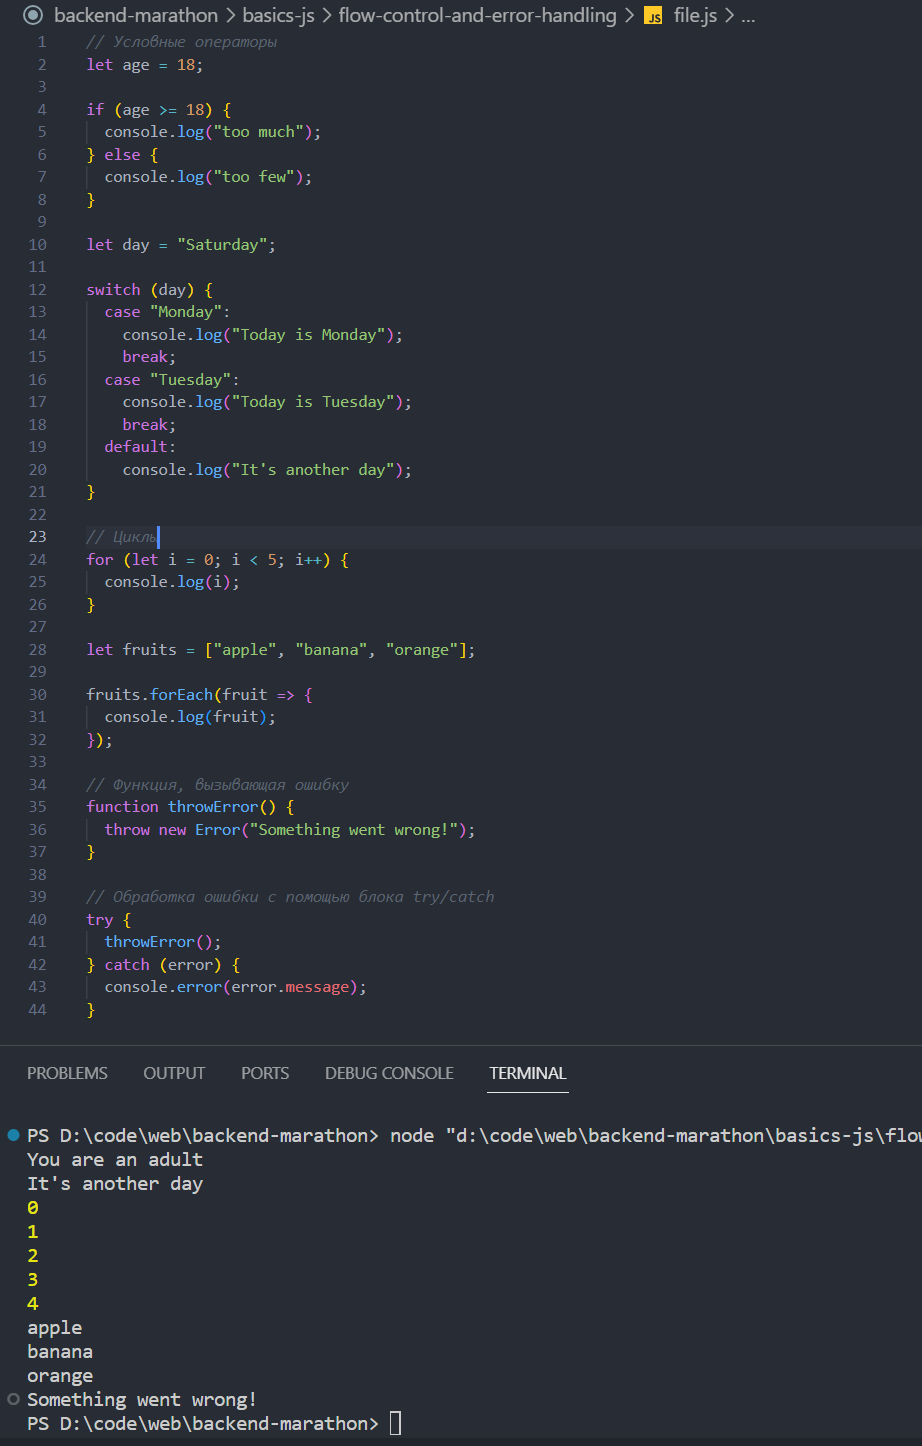 backend-marathon > basics-js > flow-control-and-error-handling > JS file.js > ...
1 // Условные операторы
2 let age = 18;
3
4 if (age >= 18) {
5 console.log("too much");
6 } else {
7 console.log("too few");
8 }
9
10 let day = "Saturday";
11
12 switch (day) {
13 case "Monday":
14 console.log("Today is Monday");
15 break;
16 case "Tuesday":
17 console.log("Today is Tuesday");
18 break;
19 default:
20 console.log("It's another day");
21 }
22
23 // Циклы
24 for (let i = 0; i < 5; i++) {
25 console.log(i);
26 }
27
28 let fruits = ["apple", "banana", "orange"];
29
30 fruits.forEach(fruit => {
31 console.log(fruit);
32 });
33
34 // Функция, вызывающая ошибку
35 function throwError() {
36 throw new Error("Something went wrong!");
37 }
38
39 // Обработка ошибки с помощью блока try/catch
40 try {
41 throwError();
42 } catch (error) {
43 console.error(error.message);
44 }
PROBLEMS OUTPUT PORTS DEBUG CONSOLE TERMINAL
PS D:\code\web\backend-marathon> node "d:\code\web\backend-marathon\basics-js\flow
You are an adult
It's another day
0
1
2
3
4
apple
banana
orange
Something went wrong!
PS D:\code\web\backend-marathon>